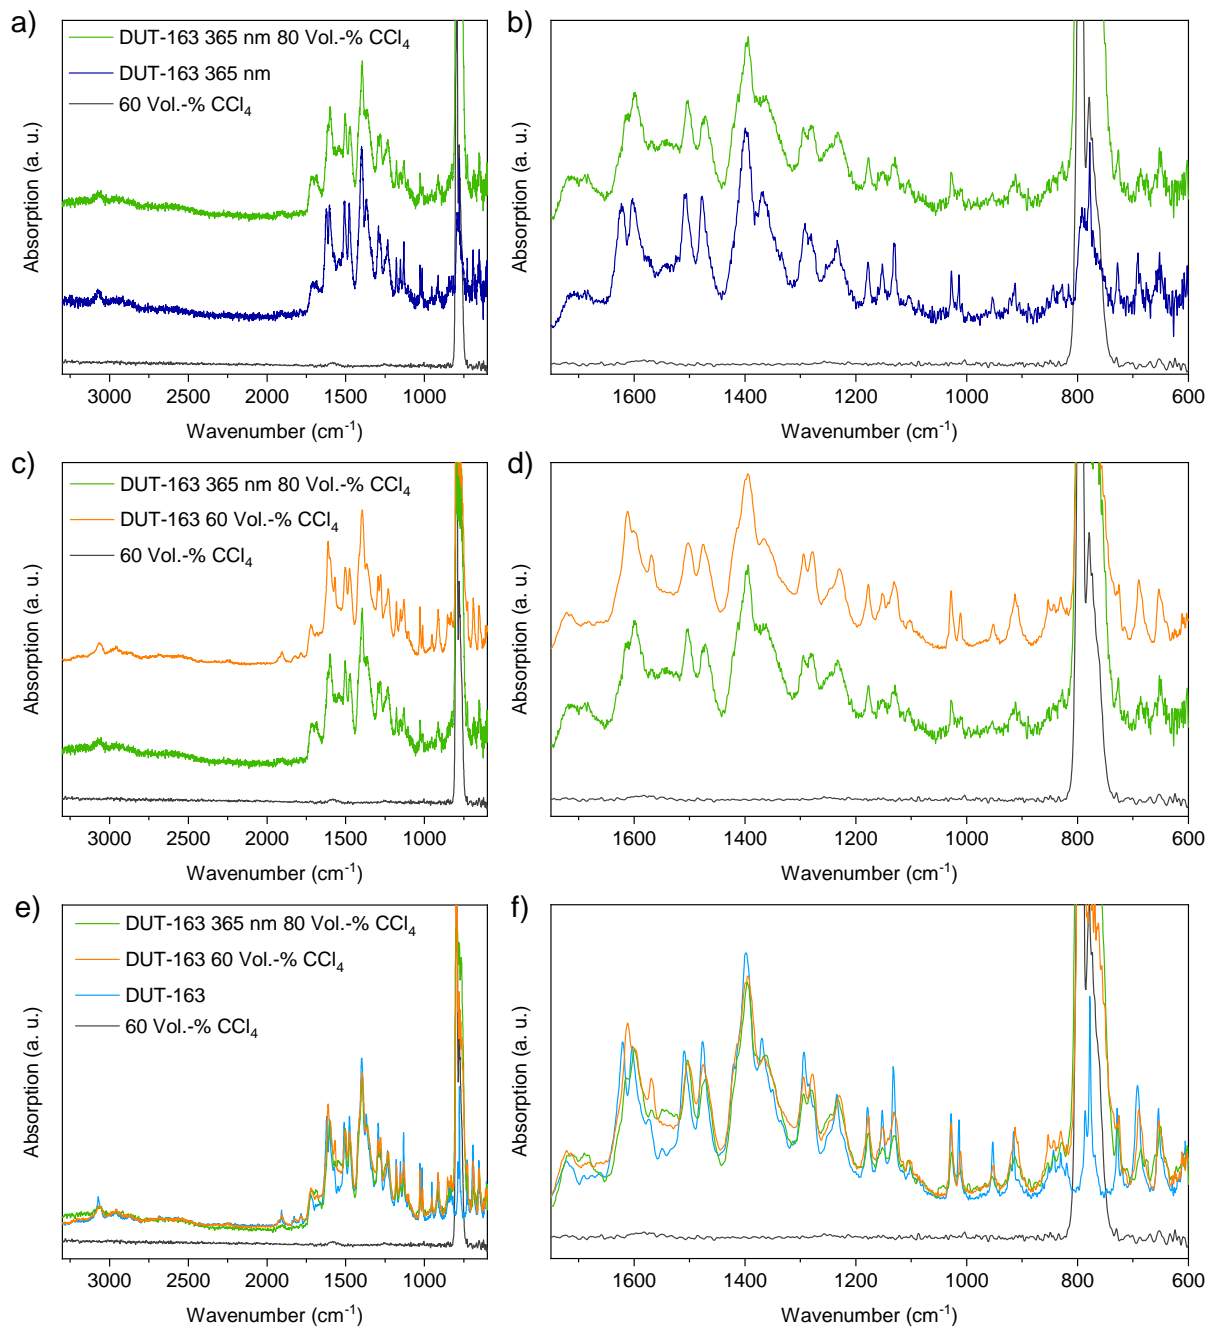 a)
DUT-163 365 nm 80 Vol.-% CCl₄
DUT-163 365 nm
60 Vol.-% CCl₄
Absorption (a. u.)
3000 2500 2000 1500 1000
Wavenumber (cm⁻¹)
b)
Absorption (a. u.)
1600 1400 1200 1000 800 600
Wavenumber (cm⁻¹)
c)
DUT-163 365 nm 80 Vol.-% CCl₄
DUT-163 60 Vol.-% CCl₄
60 Vol.-% CCl₄
Absorption (a. u.)
3000 2500 2000 1500 1000
Wavenumber (cm⁻¹)
d)
Absorption (a. u.)
1600 1400 1200 1000 800 600
Wavenumber (cm⁻¹)
e)
DUT-163 365 nm 80 Vol.-% CCl₄
DUT-163 60 Vol.-% CCl₄
DUT-163
60 Vol.-% CCl₄
Absorption (a. u.)
3000 2500 2000 1500 1000
Wavenumber (cm⁻¹)
f)
Absorption (a. u.)
1600 1400 1200 1000 800 600
Wavenumber (cm⁻¹)